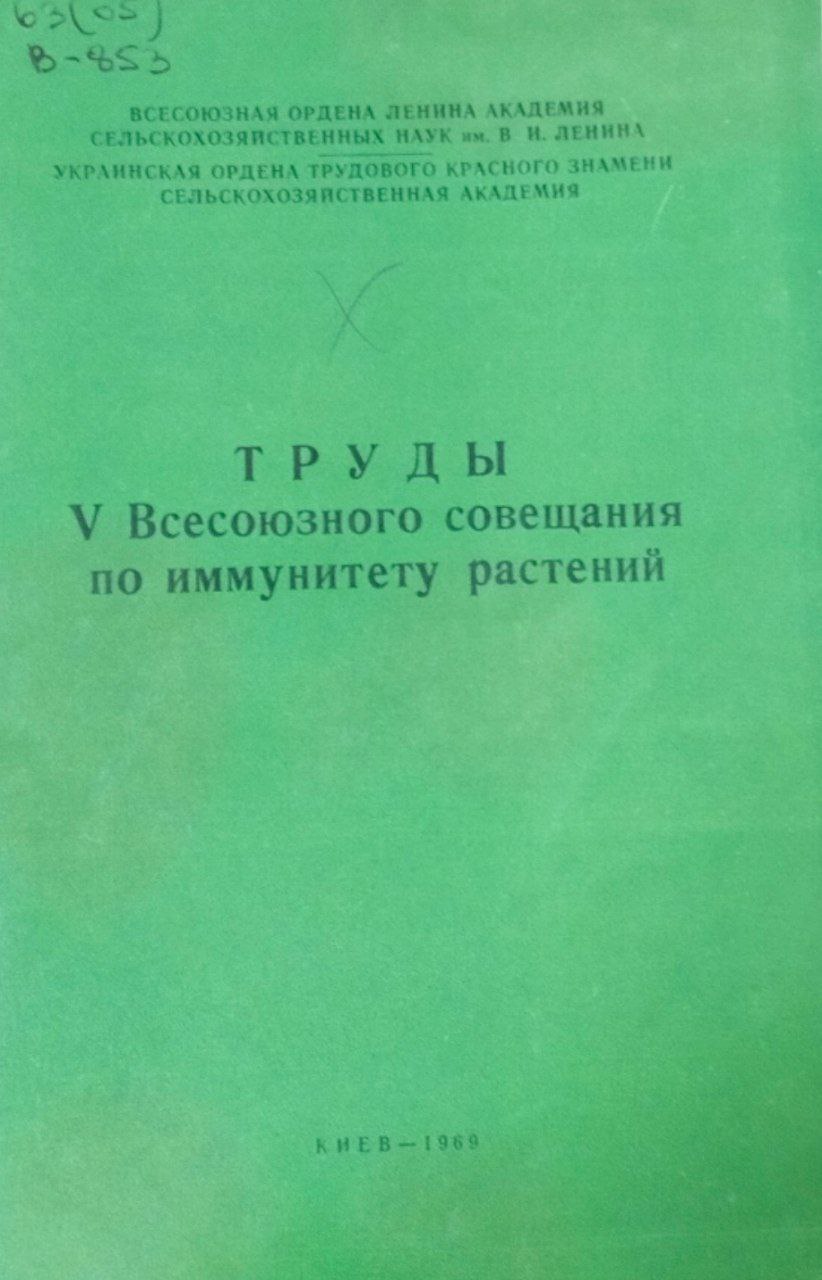 63(05)
В-853
ВСЕСОЮЗНАЯ ОРДЕНА ЛЕНИНА АКАДЕМИЯ
СЕЛЬСКОХОЗЯЙСТВЕННЫХ НАУК им. В. И. ЛЕНИНА
УКРАИНСКАЯ ОРДЕНА ТРУДОВОГО КРАСНОГО ЗНАМЕНИ
СЕЛЬСКОХОЗЯЙСТВЕННАЯ АКАДЕМИЯ
ТРУДЫ
V Всесоюзного совещания
по иммунитету растений
КИЕВ—1969